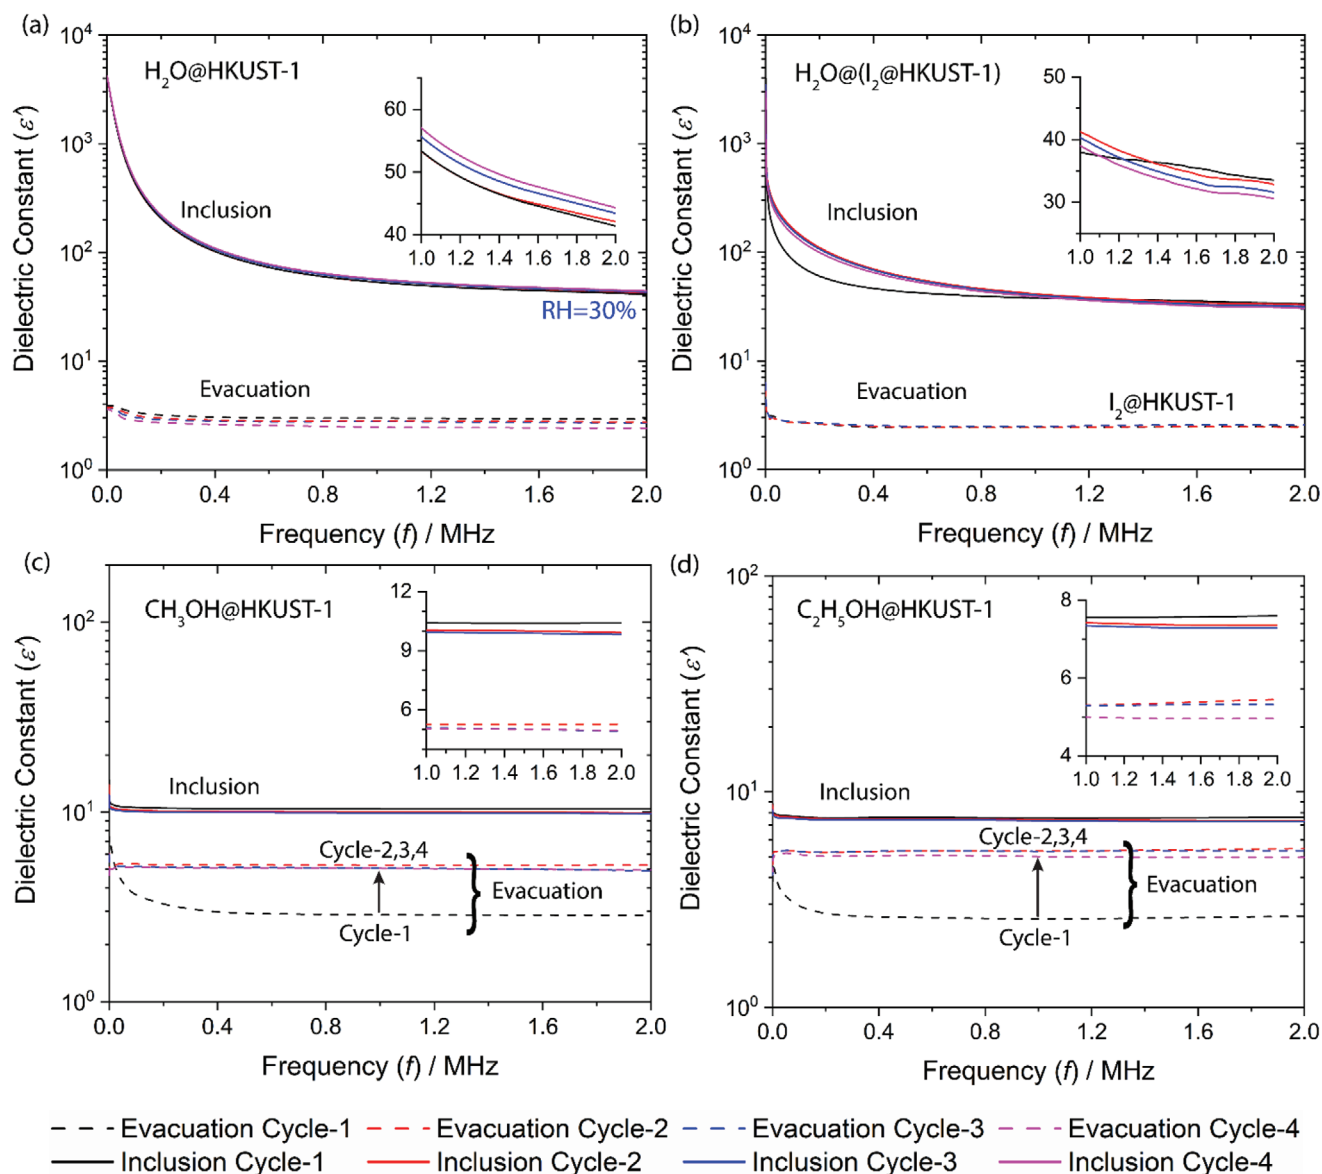 (a)
H₂O@HKUST-1
Inclusion
RH=30%
Evacuation
Dielectric Constant (ε′)
10⁴
10³
10²
10¹
10⁰
0.0 0.4 0.8 1.2 1.6 2.0
Frequency (f) / MHz
60
50
40
1.0 1.2 1.4 1.6 1.8 2.0
(b)
H₂O@(I₂@HKUST-1)
Inclusion
Evacuation
I₂@HKUST-1
Dielectric Constant (ε′)
10⁴
10³
10²
10¹
10⁰
0.0 0.4 0.8 1.2 1.6 2.0
Frequency (f) / MHz
50
40
30
1.0 1.2 1.4 1.6 1.8 2.0
(c)
CH₃OH@HKUST-1
Inclusion
Cycle-2,3,4
Evacuation
Cycle-1
Dielectric Constant (ε′)
10²
10¹
10⁰
0.0 0.4 0.8 1.2 1.6 2.0
Frequency (f) / MHz
12
9
6
1.0 1.2 1.4 1.6 1.8 2.0
(d)
C₂H₅OH@HKUST-1
Inclusion
Cycle-2,3,4
Evacuation
Cycle-1
Dielectric Constant (ε′)
10²
10¹
10⁰
0.0 0.4 0.8 1.2 1.6 2.0
Frequency (f) / MHz
8
6
4
1.0 1.2 1.4 1.6 1.8 2.0
Evacuation Cycle-1 Evacuation Cycle-2 Evacuation Cycle-3 Evacuation Cycle-4
Inclusion Cycle-1 Inclusion Cycle-2 Inclusion Cycle-3 Inclusion Cycle-4